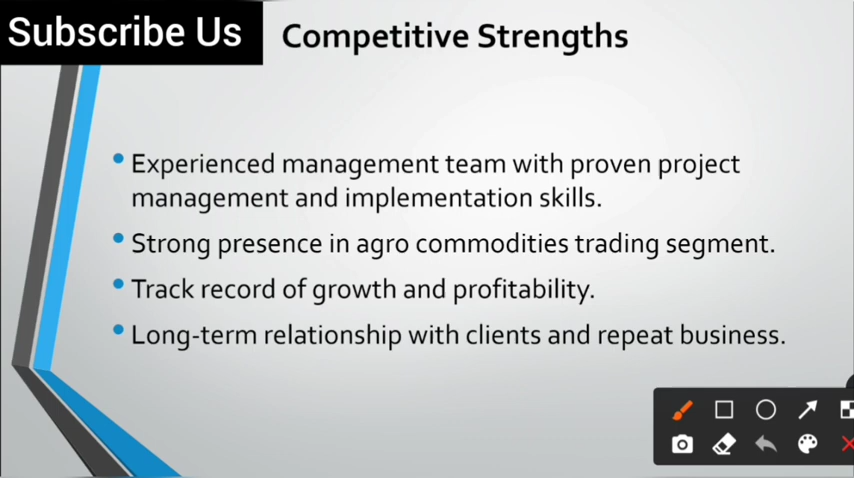 Subscribe Us
Competitive Strengths
• Experienced management team with proven project
management and implementation skills.
• Strong presence in agro commodities trading segment.
• Track record of growth and profitability.
• Long-term relationship with clients and repeat business.